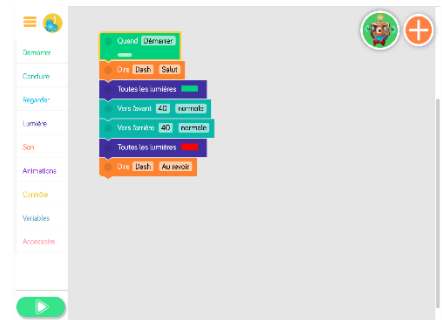 Démarrer
Conduire
Regarder
Lumière
Son
Animations
Contrôle
Variables
Accessoire
Quand Démarrer
Dire Dash Salut
Toutes les lumières
Vers l'avant 40 normale
Vers l'arrière 40 normale
Toutes les lumières
Dire Dash Au revoir